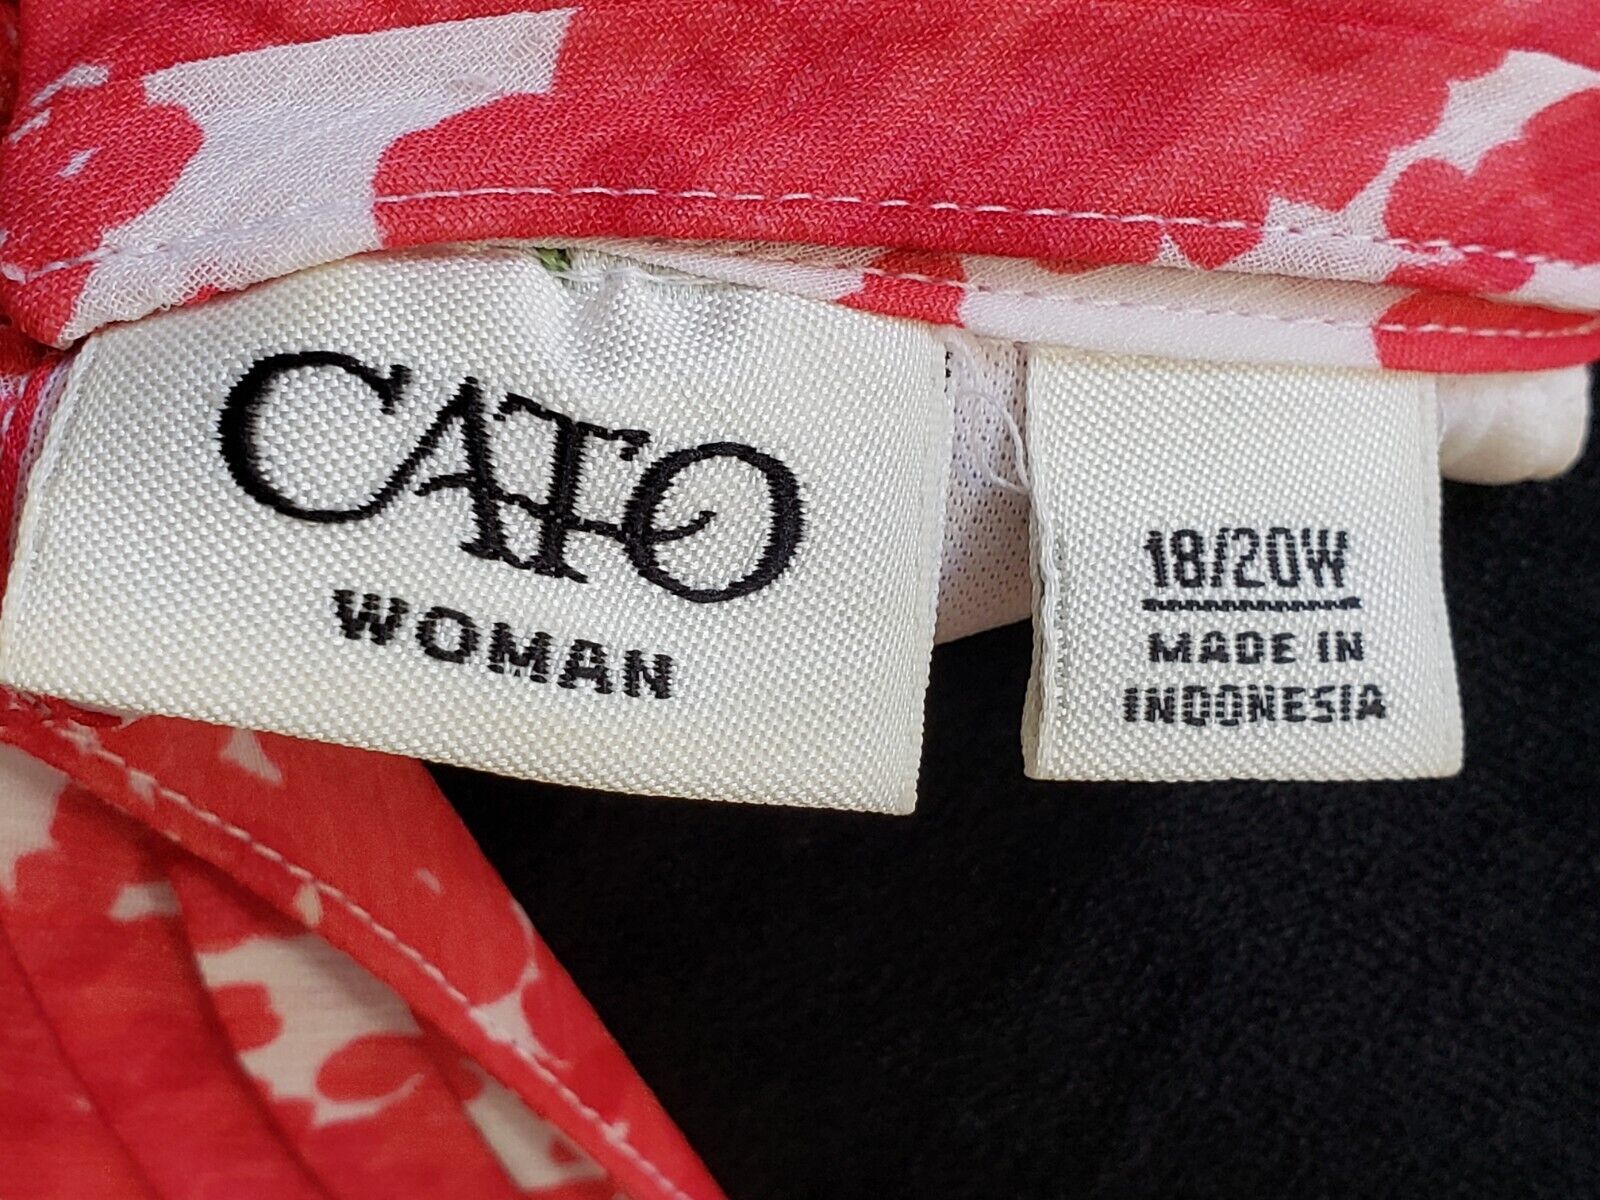 CATO
WOMAN
18/20W
MADE IN
INDONESIA